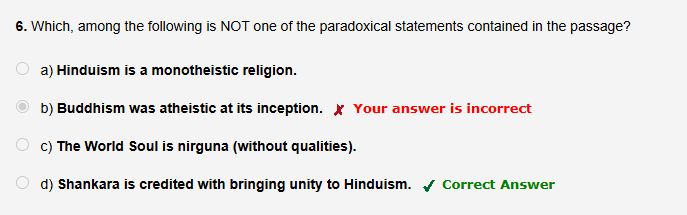 6. Which, among the following is NOT one of the paradoxical statements contained in the passage?
a) Hinduism is a monotheistic religion.
b) Buddhism was atheistic at its inception. ✗ Your answer is incorrect
c) The World Soul is nirguna (without qualities).
d) Shankara is credited with bringing unity to Hinduism. ✓ Correct Answer